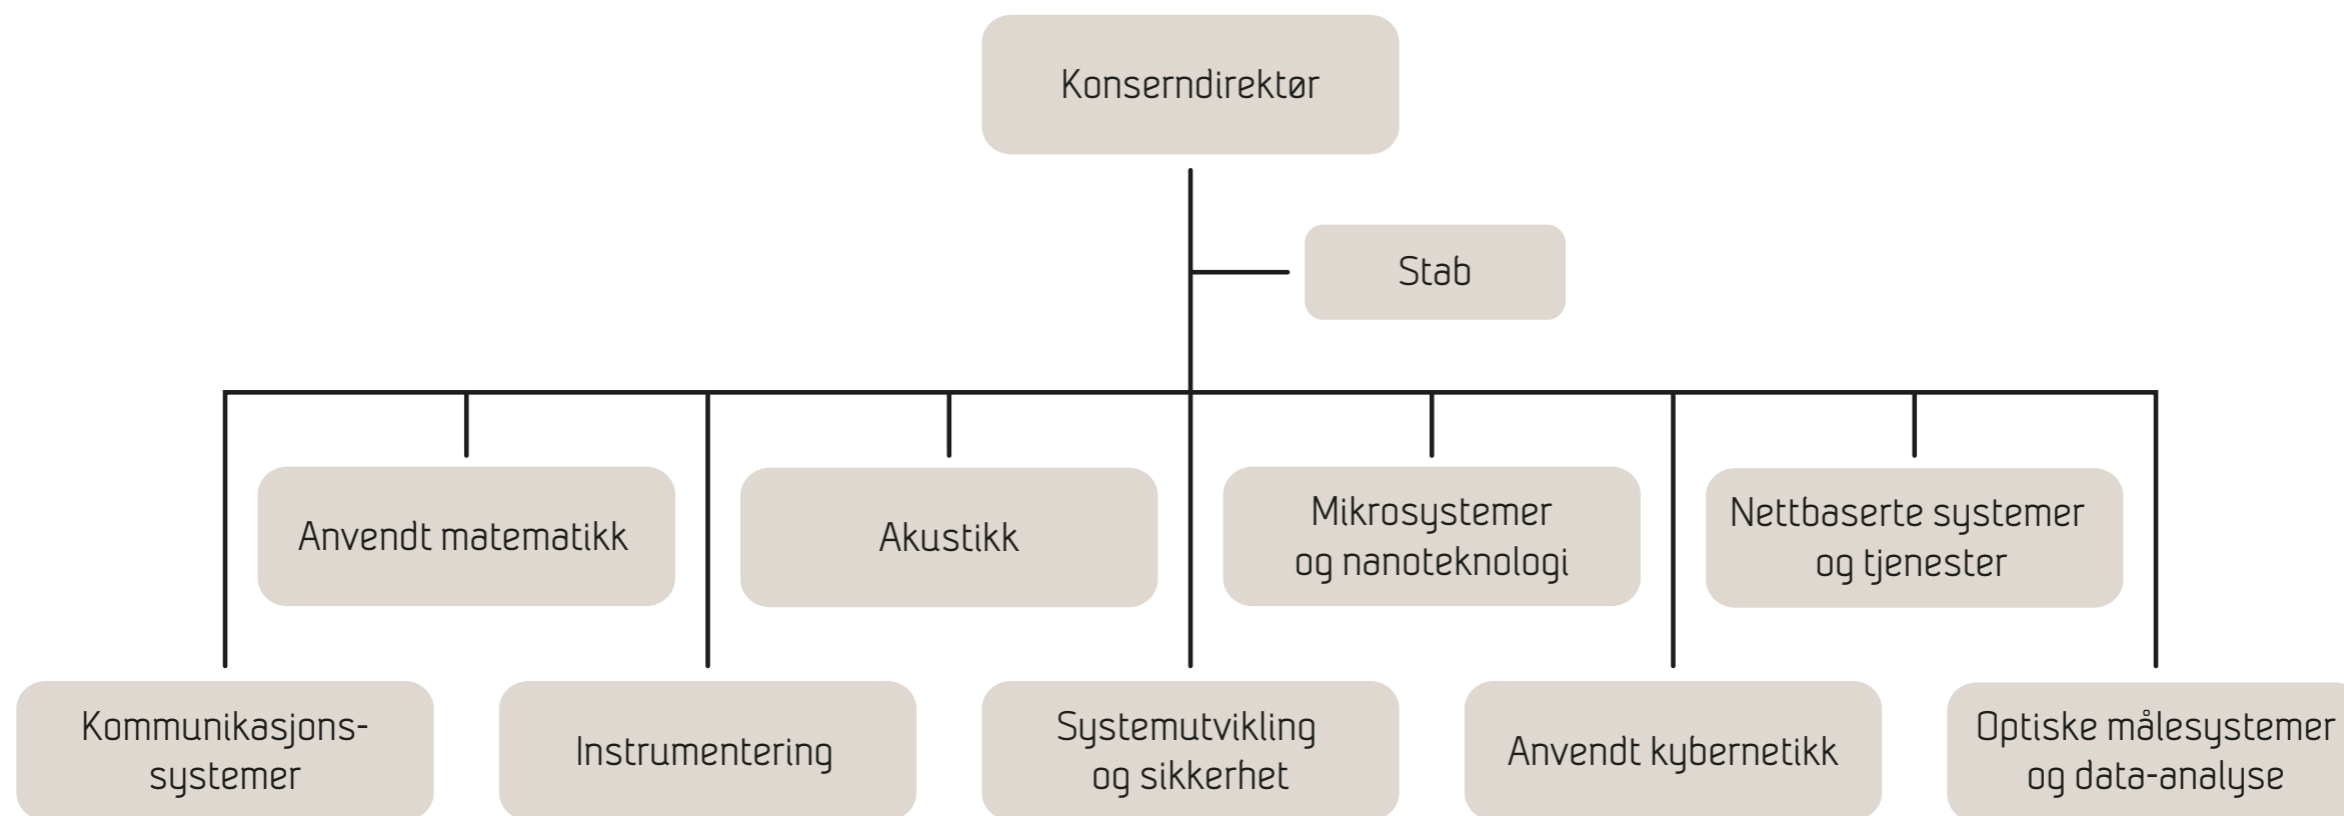 Konserndirektør
Stab
Anvendt matematikk
Akustikk
Mikrosystemer
og nanoteknologi
Nettbaserte systemer
og tjenester
Kommunikasjons-
systemer
Instrumentering
Systemutvikling
og sikkerhet
Anvendt kybernetikk
Optiske målesystemer
og data-analyse